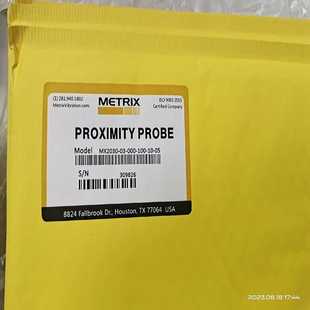 (1) 281.940.1802
MetrixVibration.com
METRIX
ISO 9001:2015
Certified Company
PROXIMITY PROBE
Model MX2030-03-000-100-10-05
S/N 309826
8824 Fallbrook Dr., Houston, TX 77064 USA
2023.08.18 17:44